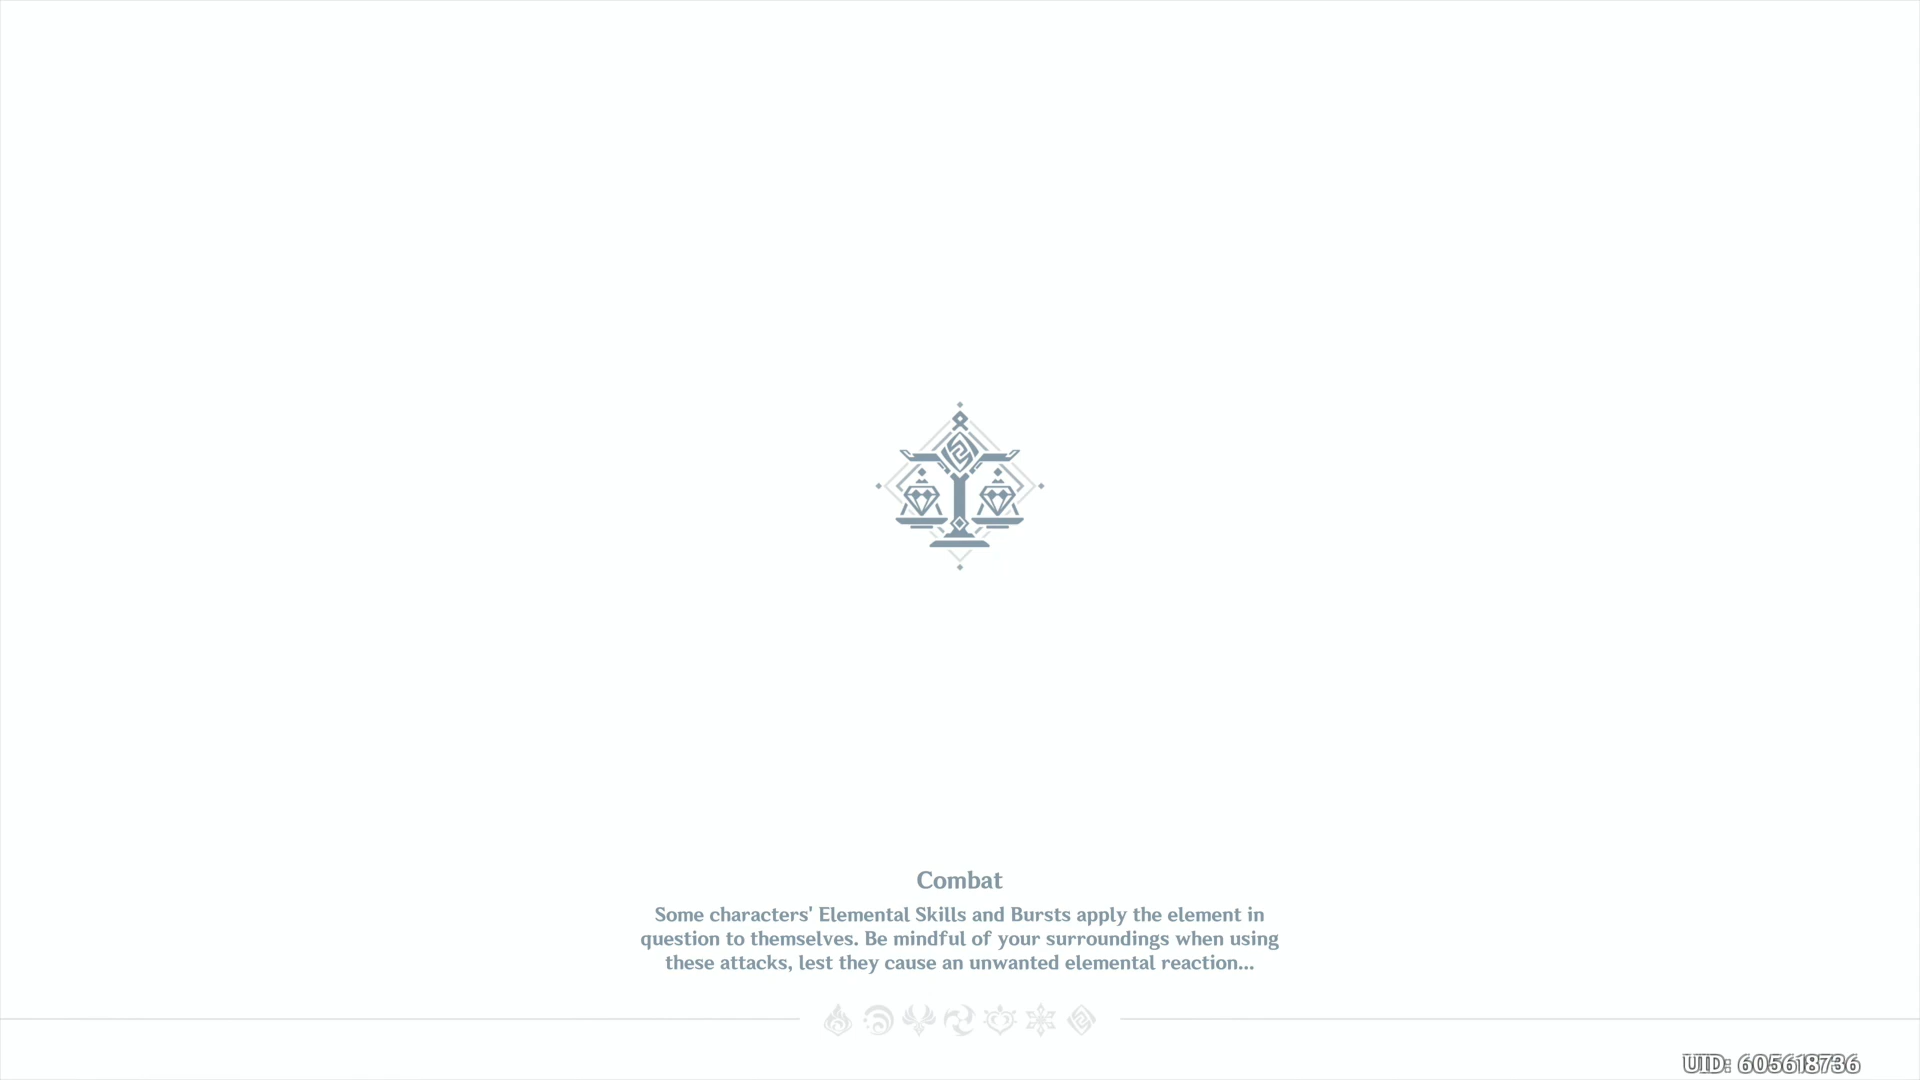 Combat
Some characters' Elemental Skills and Bursts apply the element in
question to themselves. Be mindful of your surroundings when using
these attacks, lest they cause an unwanted elemental reaction...
UID: 605618736